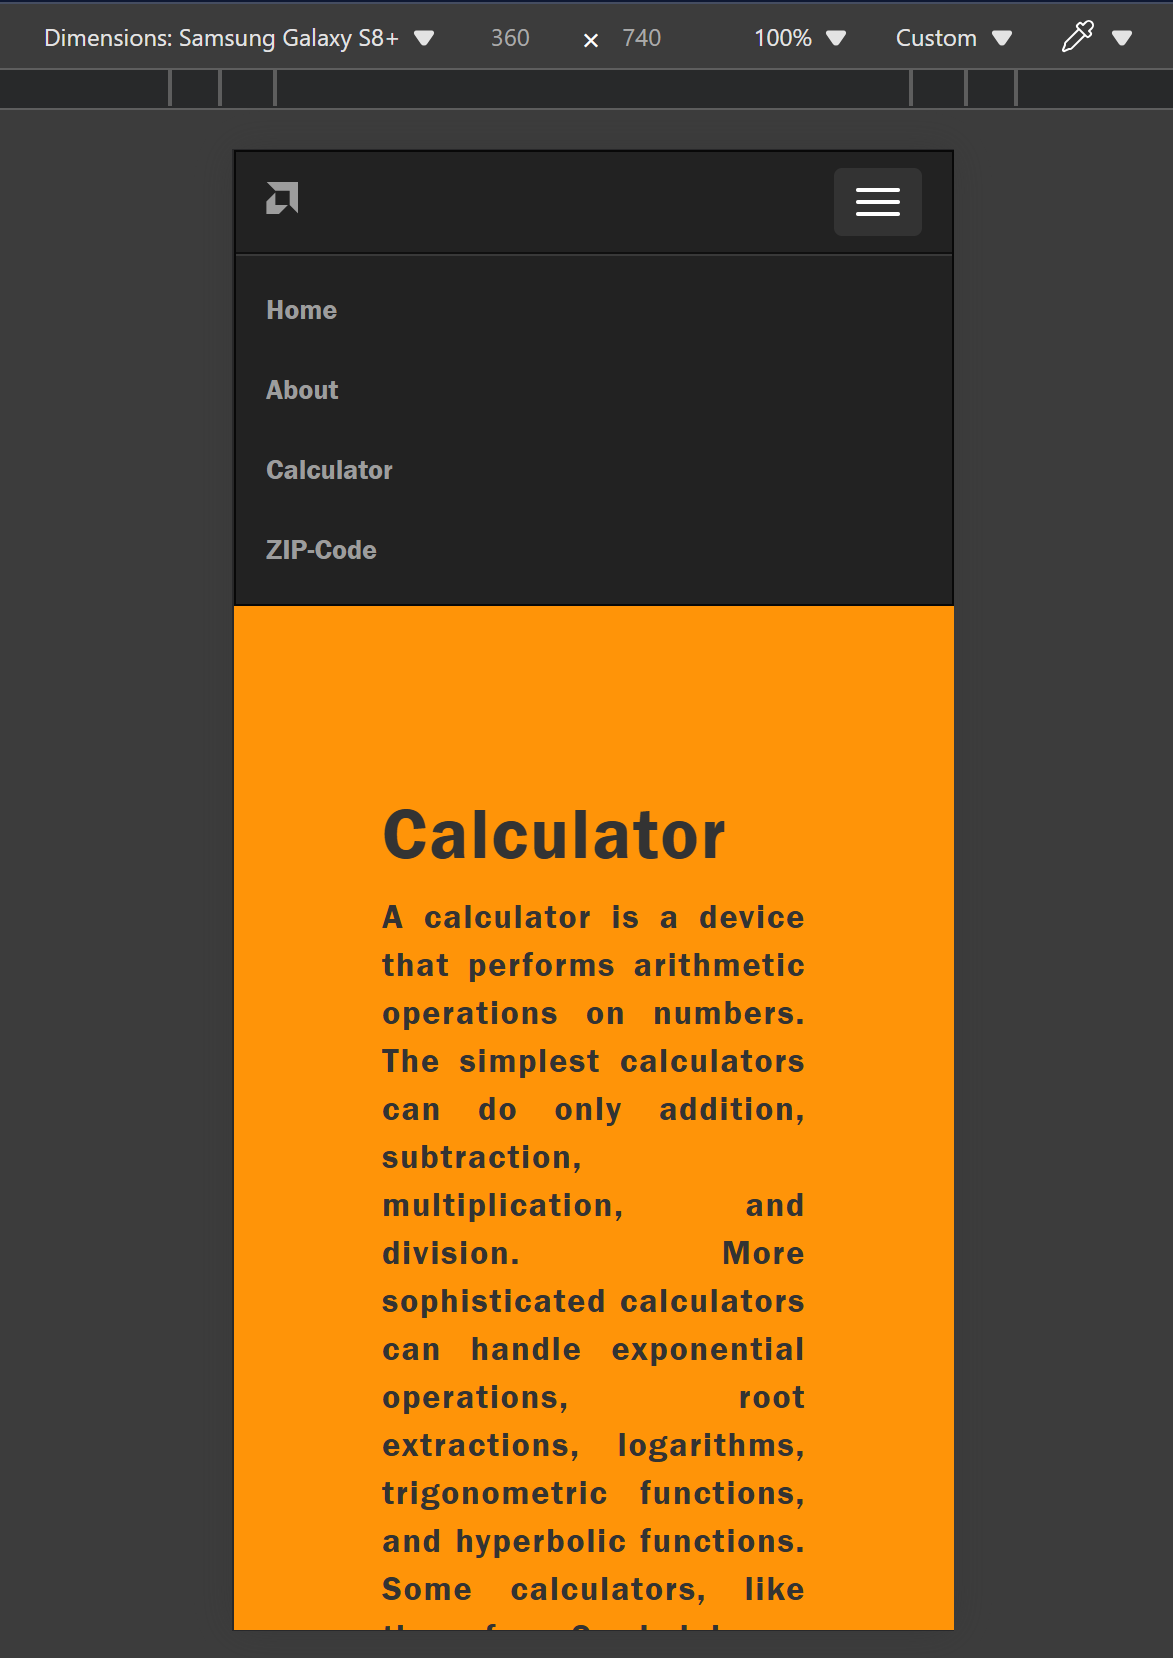 Dimensions: Samsung Galaxy S8+ 360 × 740 100% Custom
Home
About
Calculator
ZIP-Code
Calculator
A calculator is a device
that performs arithmetic
operations on numbers.
The simplest calculators
can do only addition,
subtraction,
multiplication, and
division. More
sophisticated calculators
can handle exponential
operations, root
extractions, logarithms,
trigonometric functions,
and hyperbolic functions.
Some calculators, like